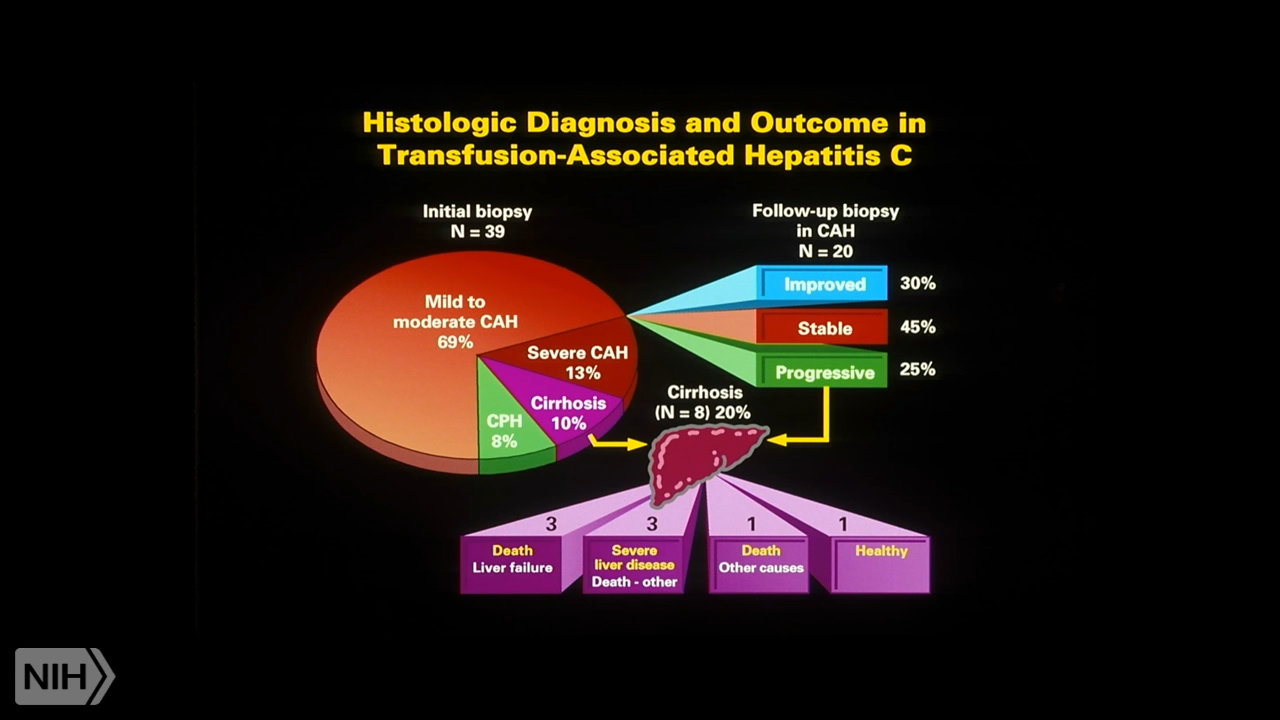 Histologic Diagnosis and Outcome in
Transfusion-Associated Hepatitis C
Initial biopsy
N = 39
Mild to
moderate CAH
69%
Severe CAH
13%
Cirrhosis
10%
CPH
8%
Follow-up biopsy
in CAH
N = 20
Improved 30%
Stable 45%
Progressive 25%
Cirrhosis
(N = 8) 20%
3
Death
Liver failure
3
Severe
liver disease
Death - other
1
Death
Other causes
1
Healthy
NIH